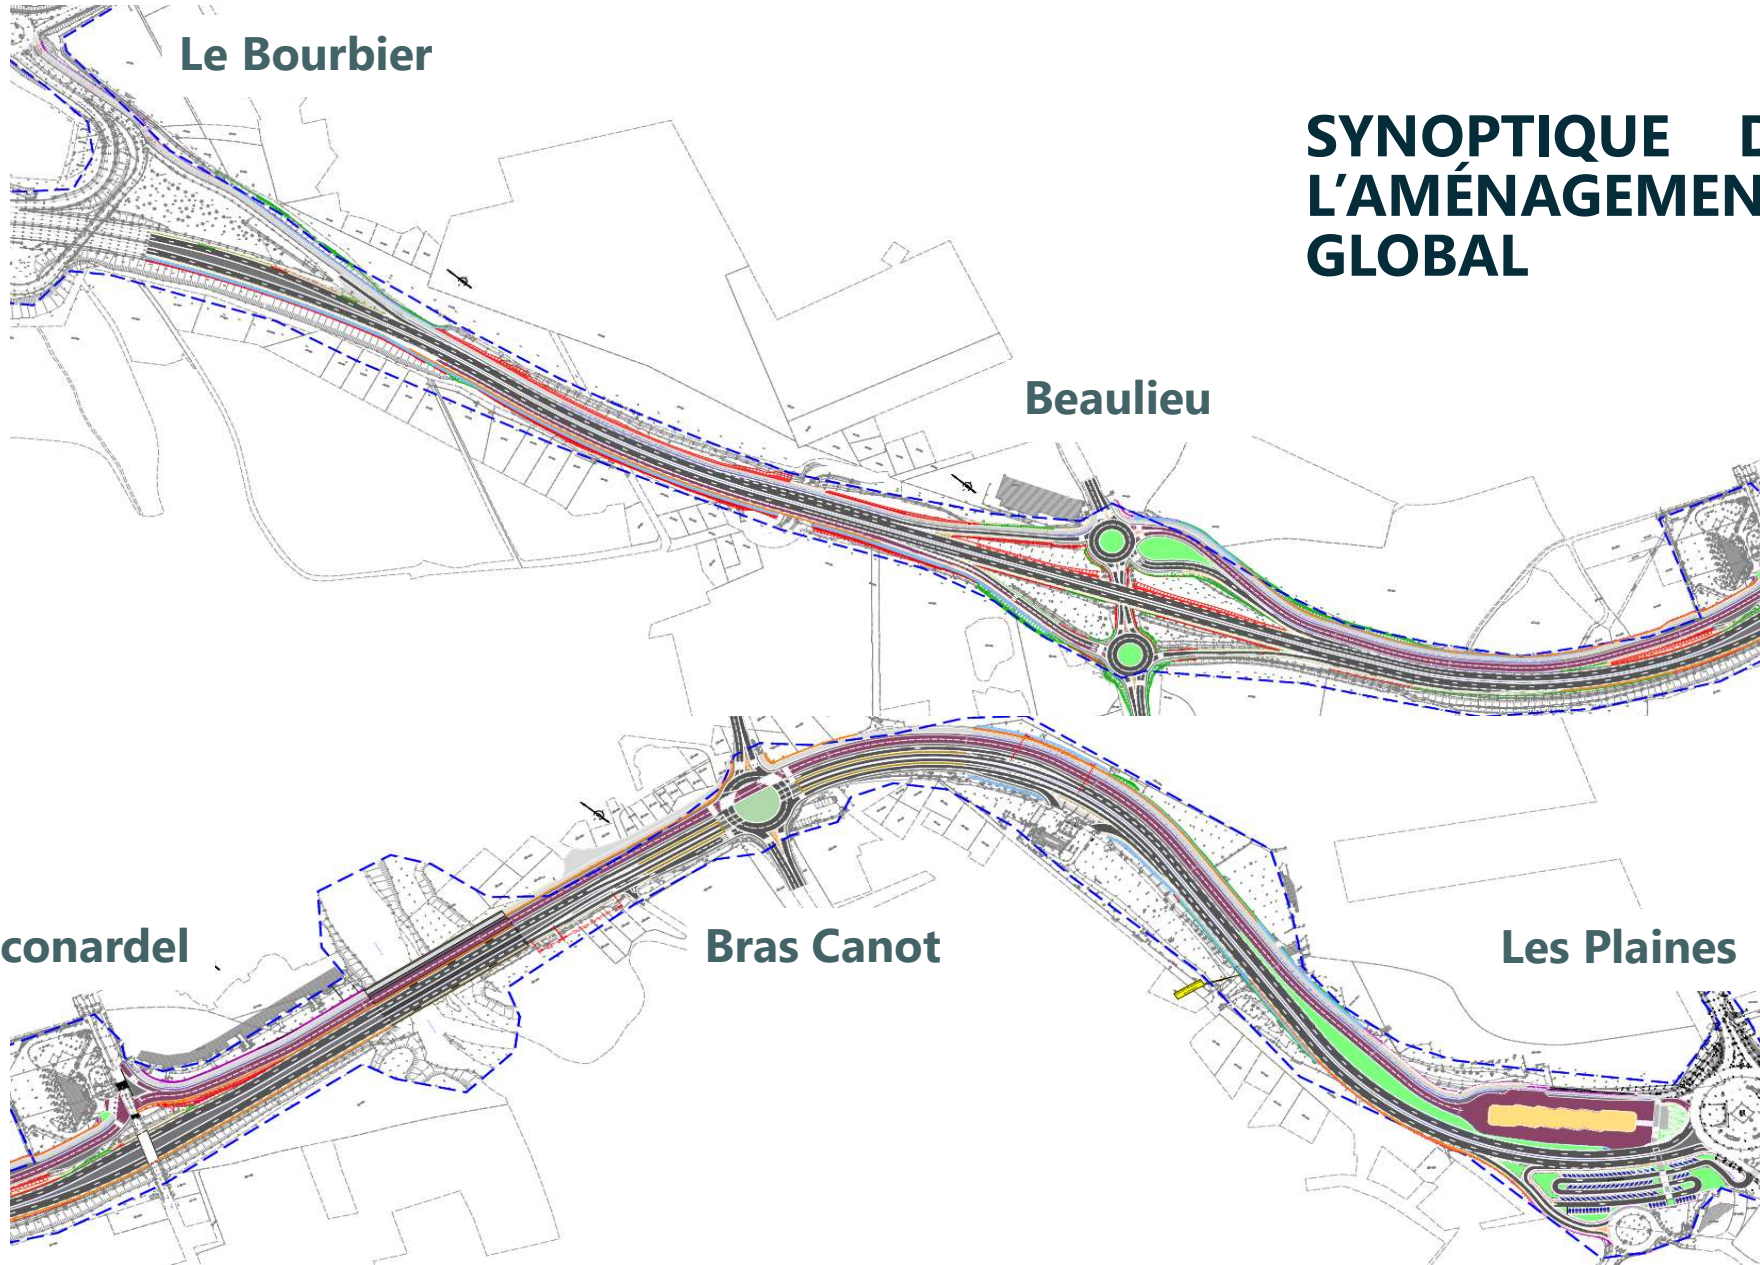 Le Bourbier
SYNOPTIQUE D
L’AMÉNAGEMEN
GLOBAL
Beaulieu
conardel
Bras Canot
Les Plaines